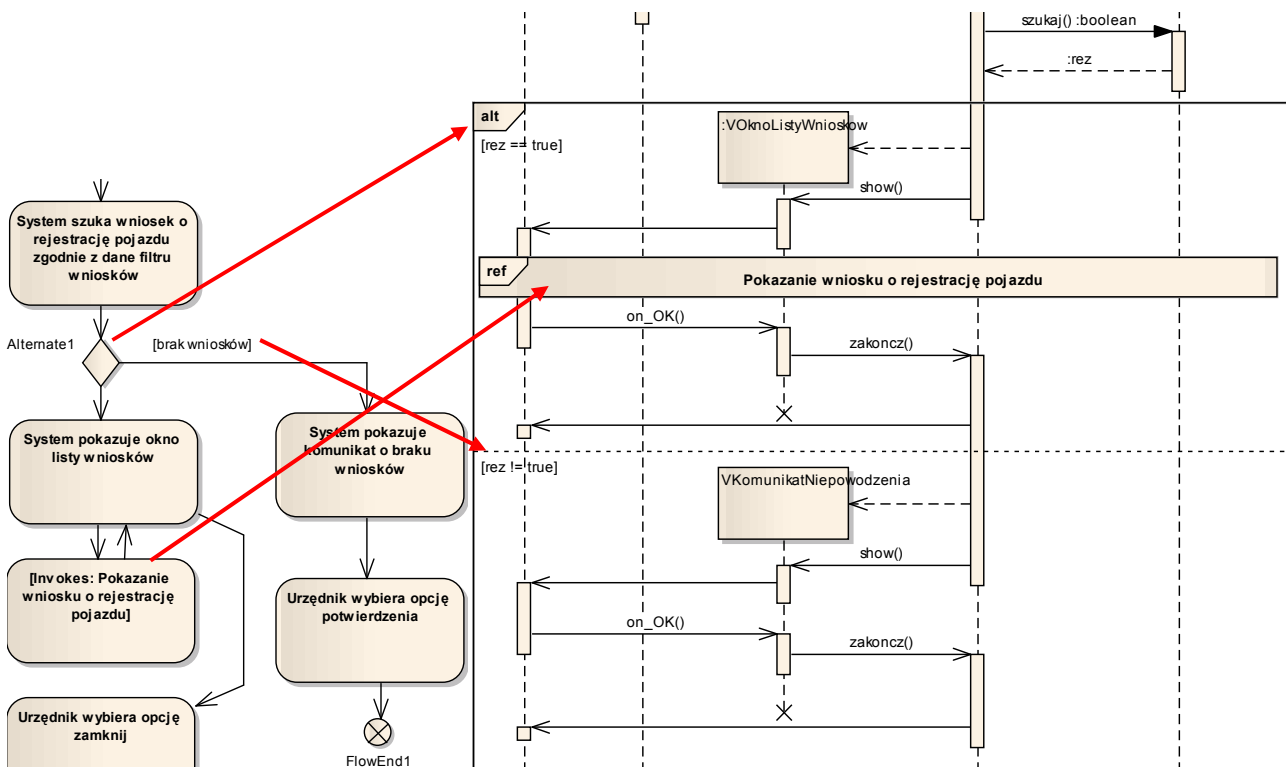 System szuka wniosek o
rejestrację pojazdu
zgodnie z dane filtru
wniosków
Alternate1
[brak wniosków]
System pokazuje okno
listy wniosków
System pokazuje
komunikat o braku
wniosków
[Invokes: Pokazanie
wniosku o rejestrację
pojazdu]
Urzędnik wybiera opcję
potwierdzenia
Urzędnik wybiera opcję
zamknij
FlowEnd1
szukaj() :boolean
:rez
alt
[rez == true]
:VOknoListyWnioskow
show()
ref
Pokazanie wniosku o rejestrację pojazdu
on_OK()
zakoncz()
[rez != true]
VKomunikatNiepowodzenia
show()
on_OK()
zakoncz()